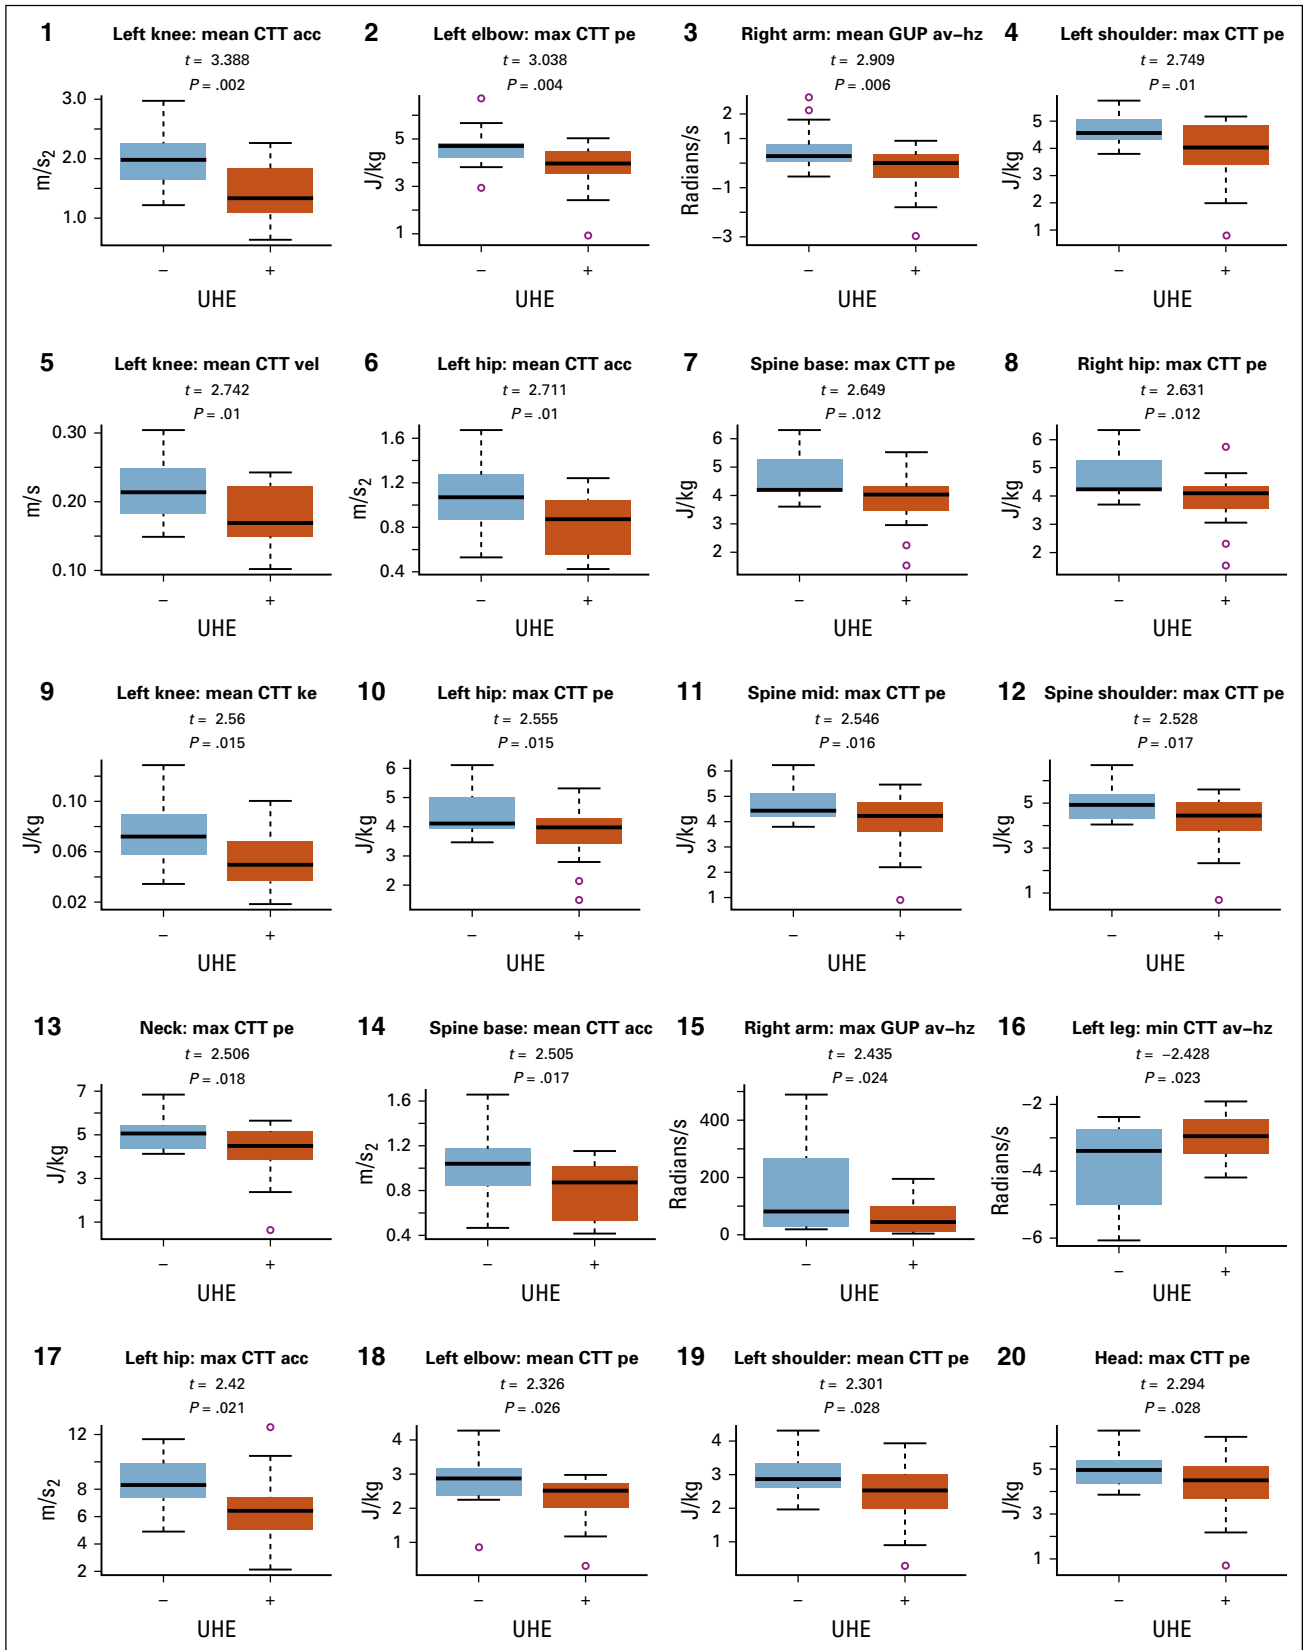 1 Left knee: mean CTT acc
t = 3.388
P = .002
3.0
2.0
1.0
m/s2
– +
UHE
2 Left elbow: max CTT pe
t = 3.038
P = .004
5
3
1
J/kg
– +
UHE
3 Right arm: mean GUP av–hz
t = 2.909
P = .006
2
1
–1
–3
Radians/s
– +
UHE
4 Left shoulder: max CTT pe
t = 2.749
P = .01
5
4
3
2
1
J/kg
– +
UHE
5 Left knee: mean CTT vel
t = 2.742
P = .01
0.30
0.20
0.10
m/s
– +
UHE
6 Left hip: mean CTT acc
t = 2.711
P = .01
1.6
1.2
0.8
0.4
m/s2
– +
UHE
7 Spine base: max CTT pe
t = 2.649
P = .012
6
5
4
3
2
J/kg
– +
UHE
8 Right hip: max CTT pe
t = 2.631
P = .012
6
5
4
3
2
J/kg
– +
UHE
9 Left knee: mean CTT ke
t = 2.56
P = .015
0.10
0.06
0.02
J/kg
– +
UHE
10 Left hip: max CTT pe
t = 2.555
P = .015
6
5
4
3
2
J/kg
– +
UHE
11 Spine mid: max CTT pe
t = 2.546
P = .016
6
5
4
3
2
1
J/kg
– +
UHE
12 Spine shoulder: max CTT pe
t = 2.528
P = .017
5
3
1
J/kg
– +
UHE
13 Neck: max CTT pe
t = 2.506
P = .018
7
5
3
1
J/kg
– +
UHE
14 Spine base: mean CTT acc
t = 2.505
P = .017
1.6
1.2
0.8
0.4
m/s2
– +
UHE
15 Right arm: max GUP av–hz
t = 2.435
P = .024
400
200
0
Radians/s
– +
UHE
16 Left leg: min CTT av–hz
t = –2.428
P = .023
–2
–4
–6
Radians/s
– +
UHE
17 Left hip: max CTT acc
t = 2.42
P = .021
12
8
6
4
2
m/s2
– +
UHE
18 Left elbow: mean CTT pe
t = 2.326
P = .026
4
3
2
1
J/kg
– +
UHE
19 Left shoulder: mean CTT pe
t = 2.301
P = .028
4
3
2
1
J/kg
– +
UHE
20 Head: max CTT pe
t = 2.294
P = .028
5
3
1
J/kg
– +
UHE